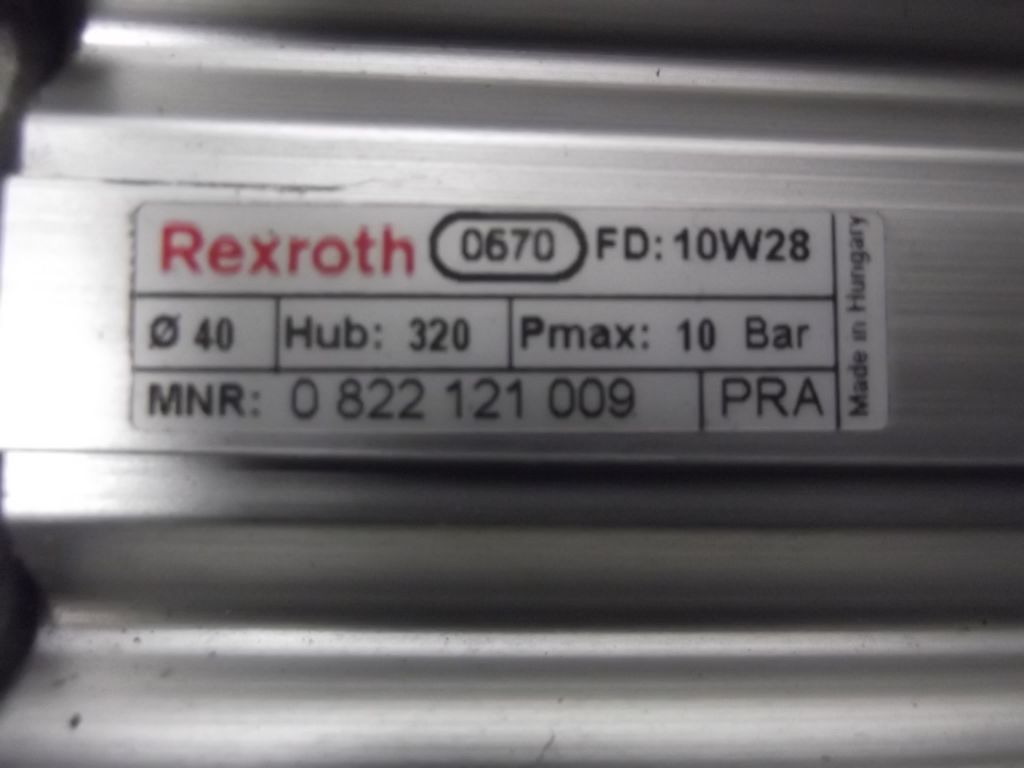 Rexroth 0670 FD: 10W28
Ø 40 Hub: 320 Pmax: 10 Bar
MNR: 0 822 121 009 PRA
Made in Hungary